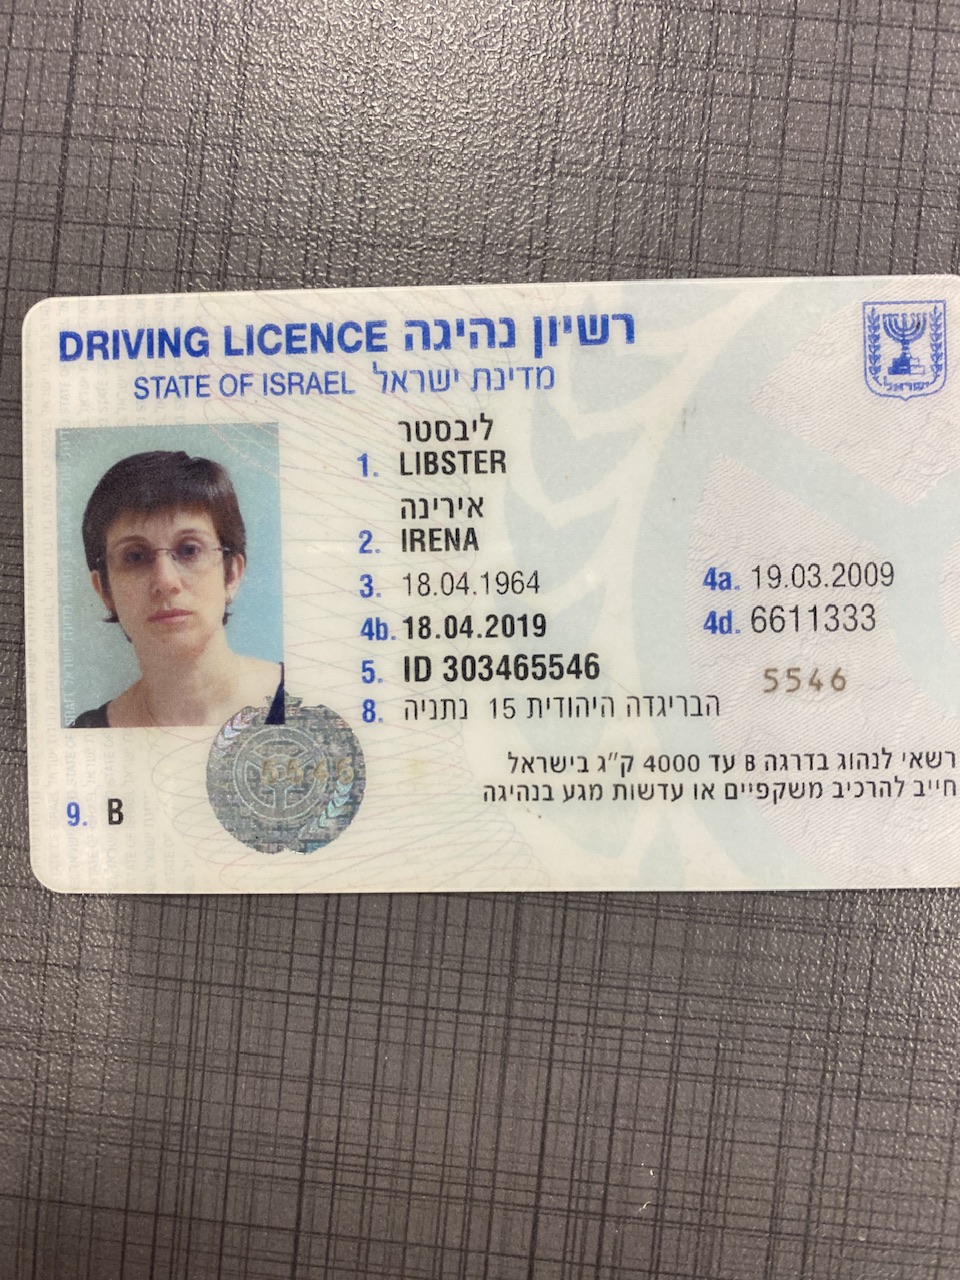 DRIVING LICENCE רשיון נהיגה
STATE OF ISRAEL מדינת ישראל
ישראל
ליבסטר
1. LIBSTER
אירינה
2. IRENA
3. 18.04.1964
4a. 19.03.2009
4b. 18.04.2019
4d. 6611333
5. ID 303465546
5546
8. הבריגדה היהודית 15 נתניה
רשאי לנהוג בדרגה B עד 4000 ק"ג בישראל
חייב להרכיב משקפיים או עדשות מגע בנהיגה
9. B